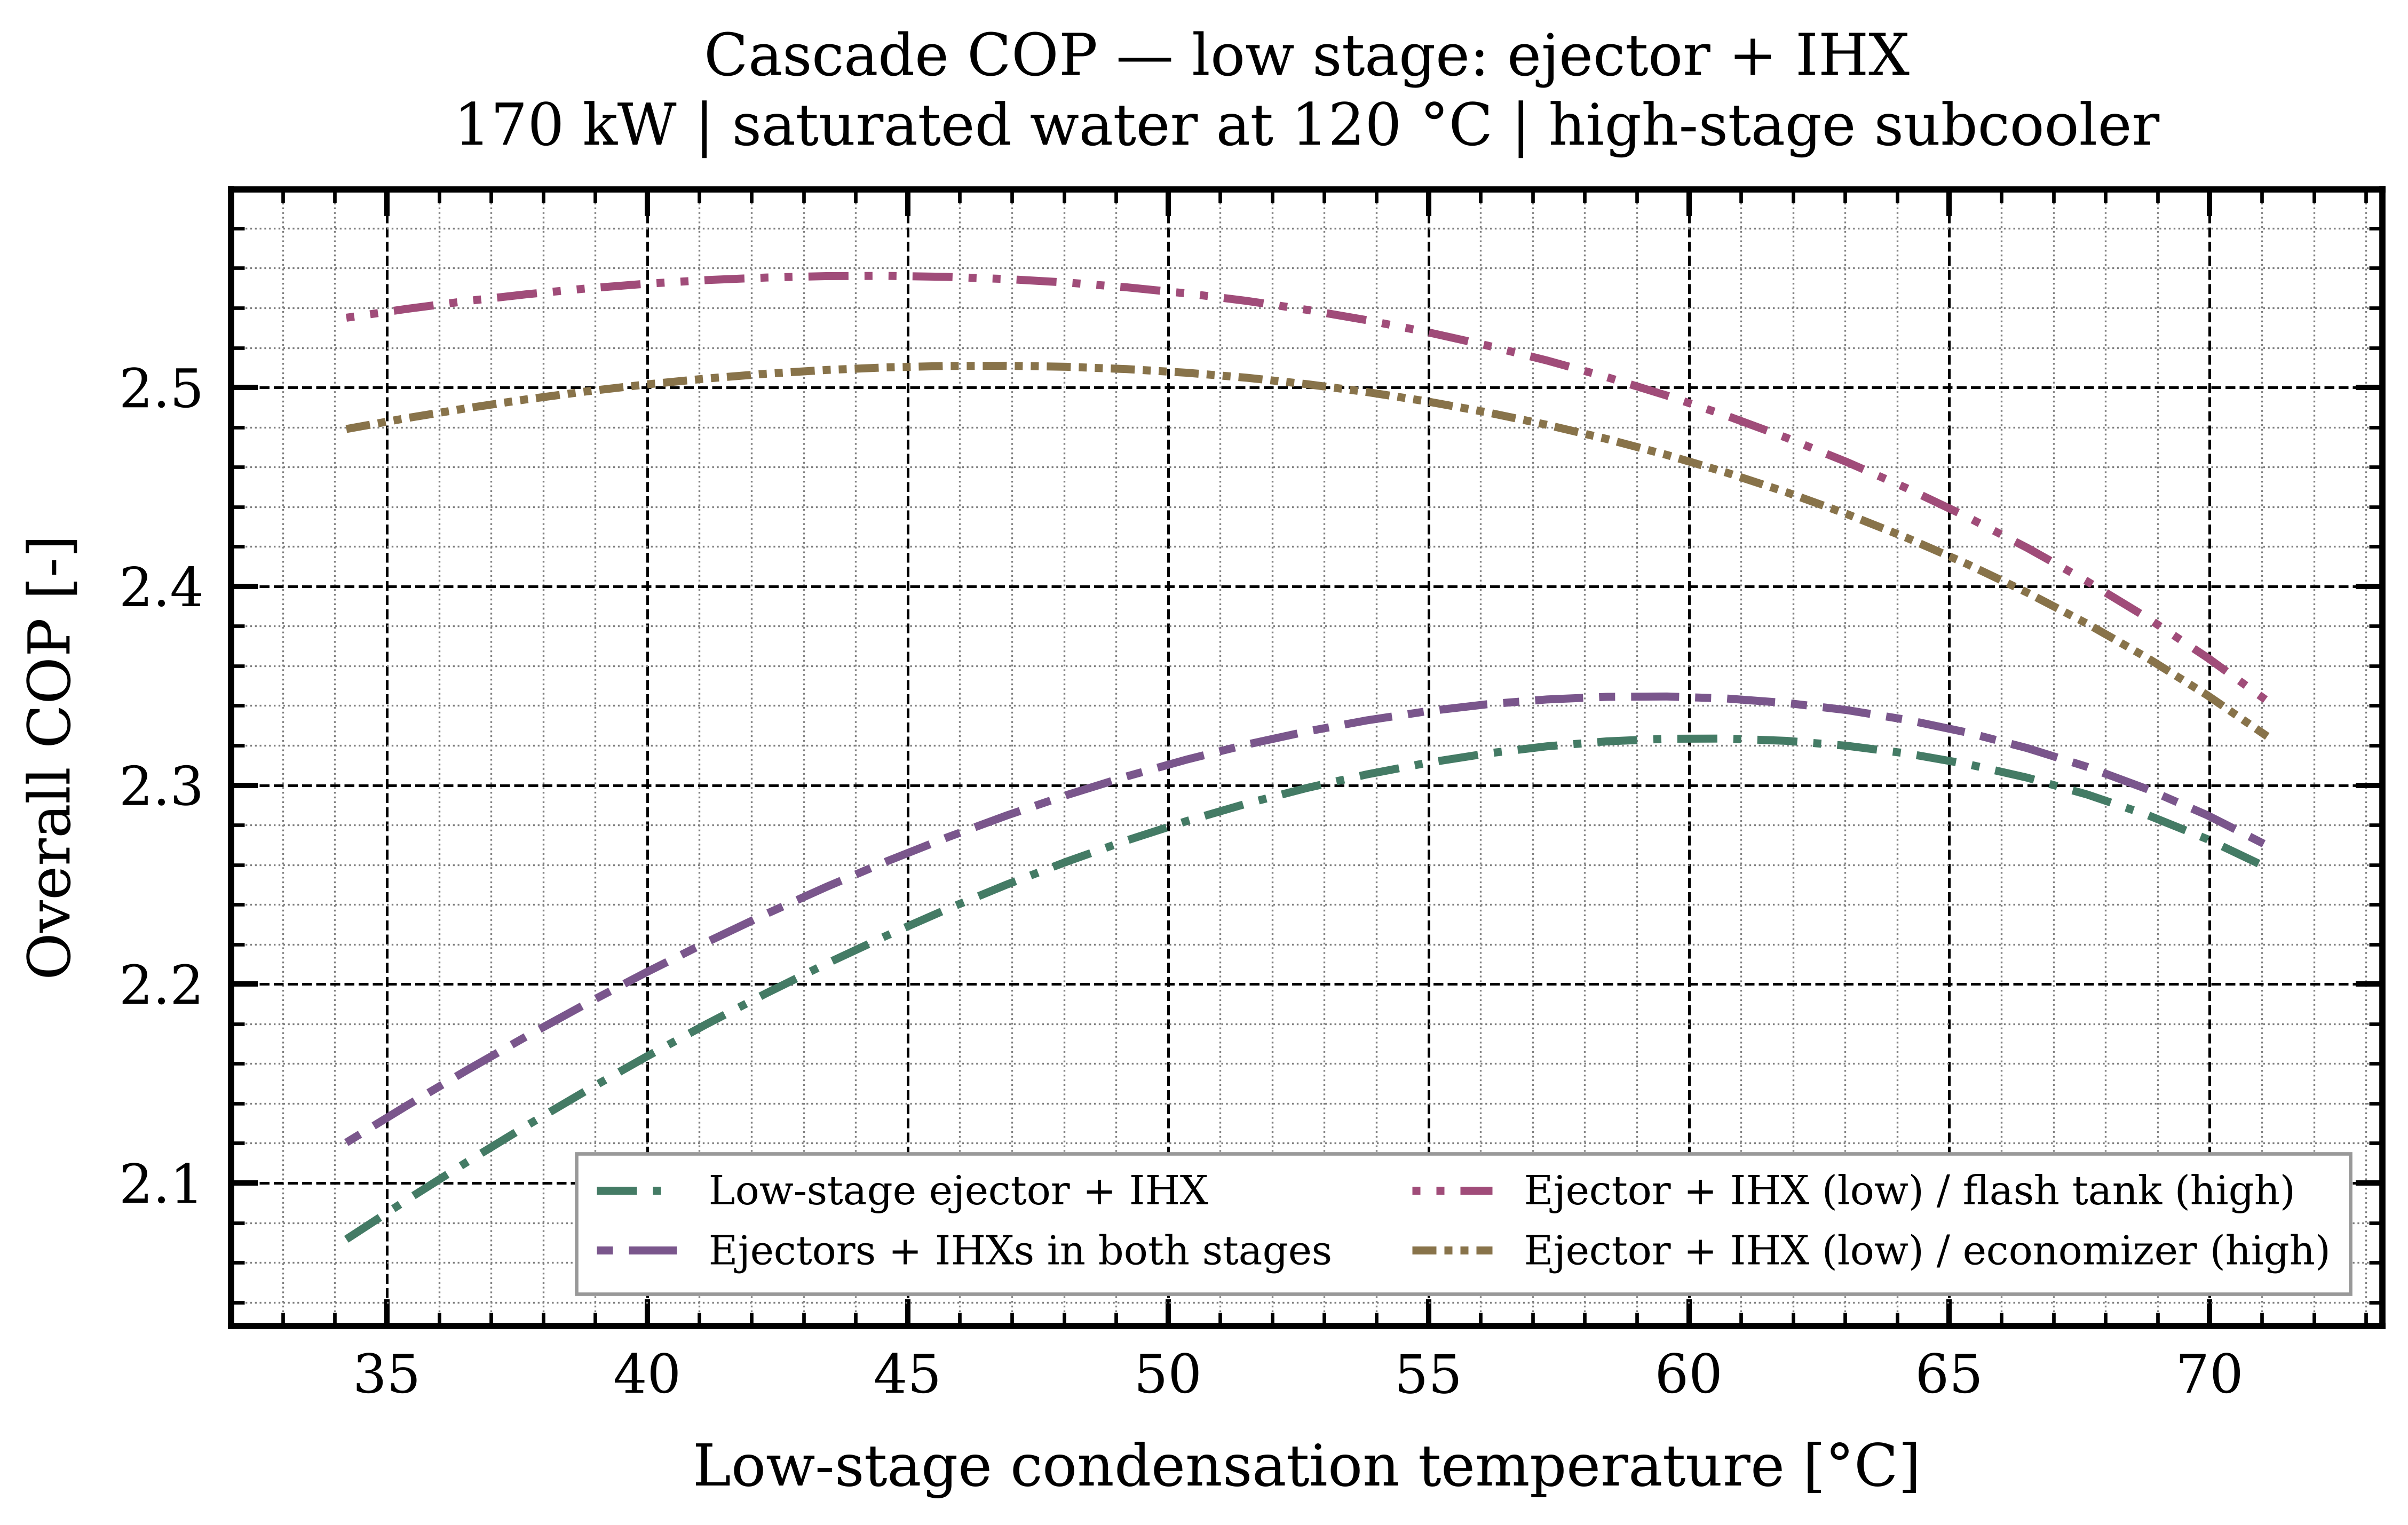 Cascade COP — low stage: ejector + IHX
170 kW | saturated water at 120 °C | high-stage subcooler
Overall COP [-]
2.5
2.4
2.3
2.2
2.1
Low-stage ejector + IHX
Ejectors + IHXs in both stages
Ejector + IHX (low) / flash tank (high)
Ejector + IHX (low) / economizer (high)
35 40 45 50 55 60 65 70
Low-stage condensation temperature [°C]